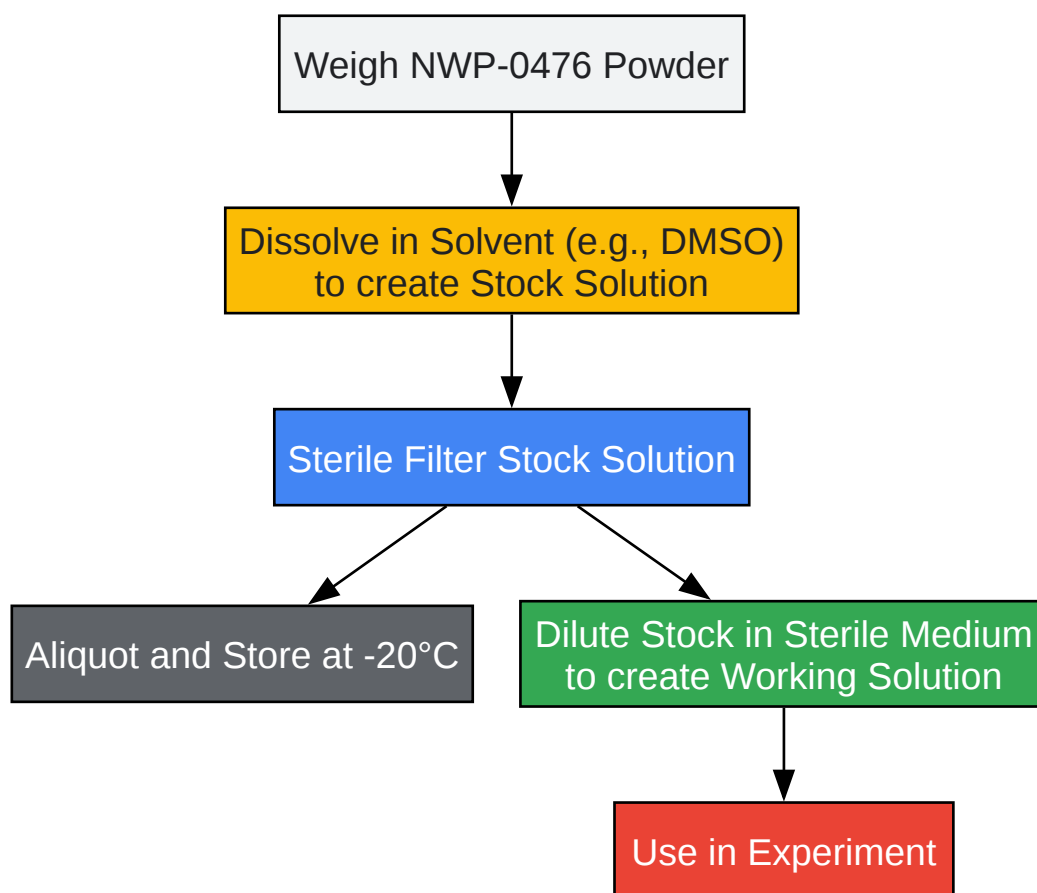 Weigh NWP-0476 Powder
Dissolve in Solvent (e.g., DMSO)
to create Stock Solution
Sterile Filter Stock Solution
Aliquot and Store at -20°C
Dilute Stock in Sterile Medium
to create Working Solution
Use in Experiment